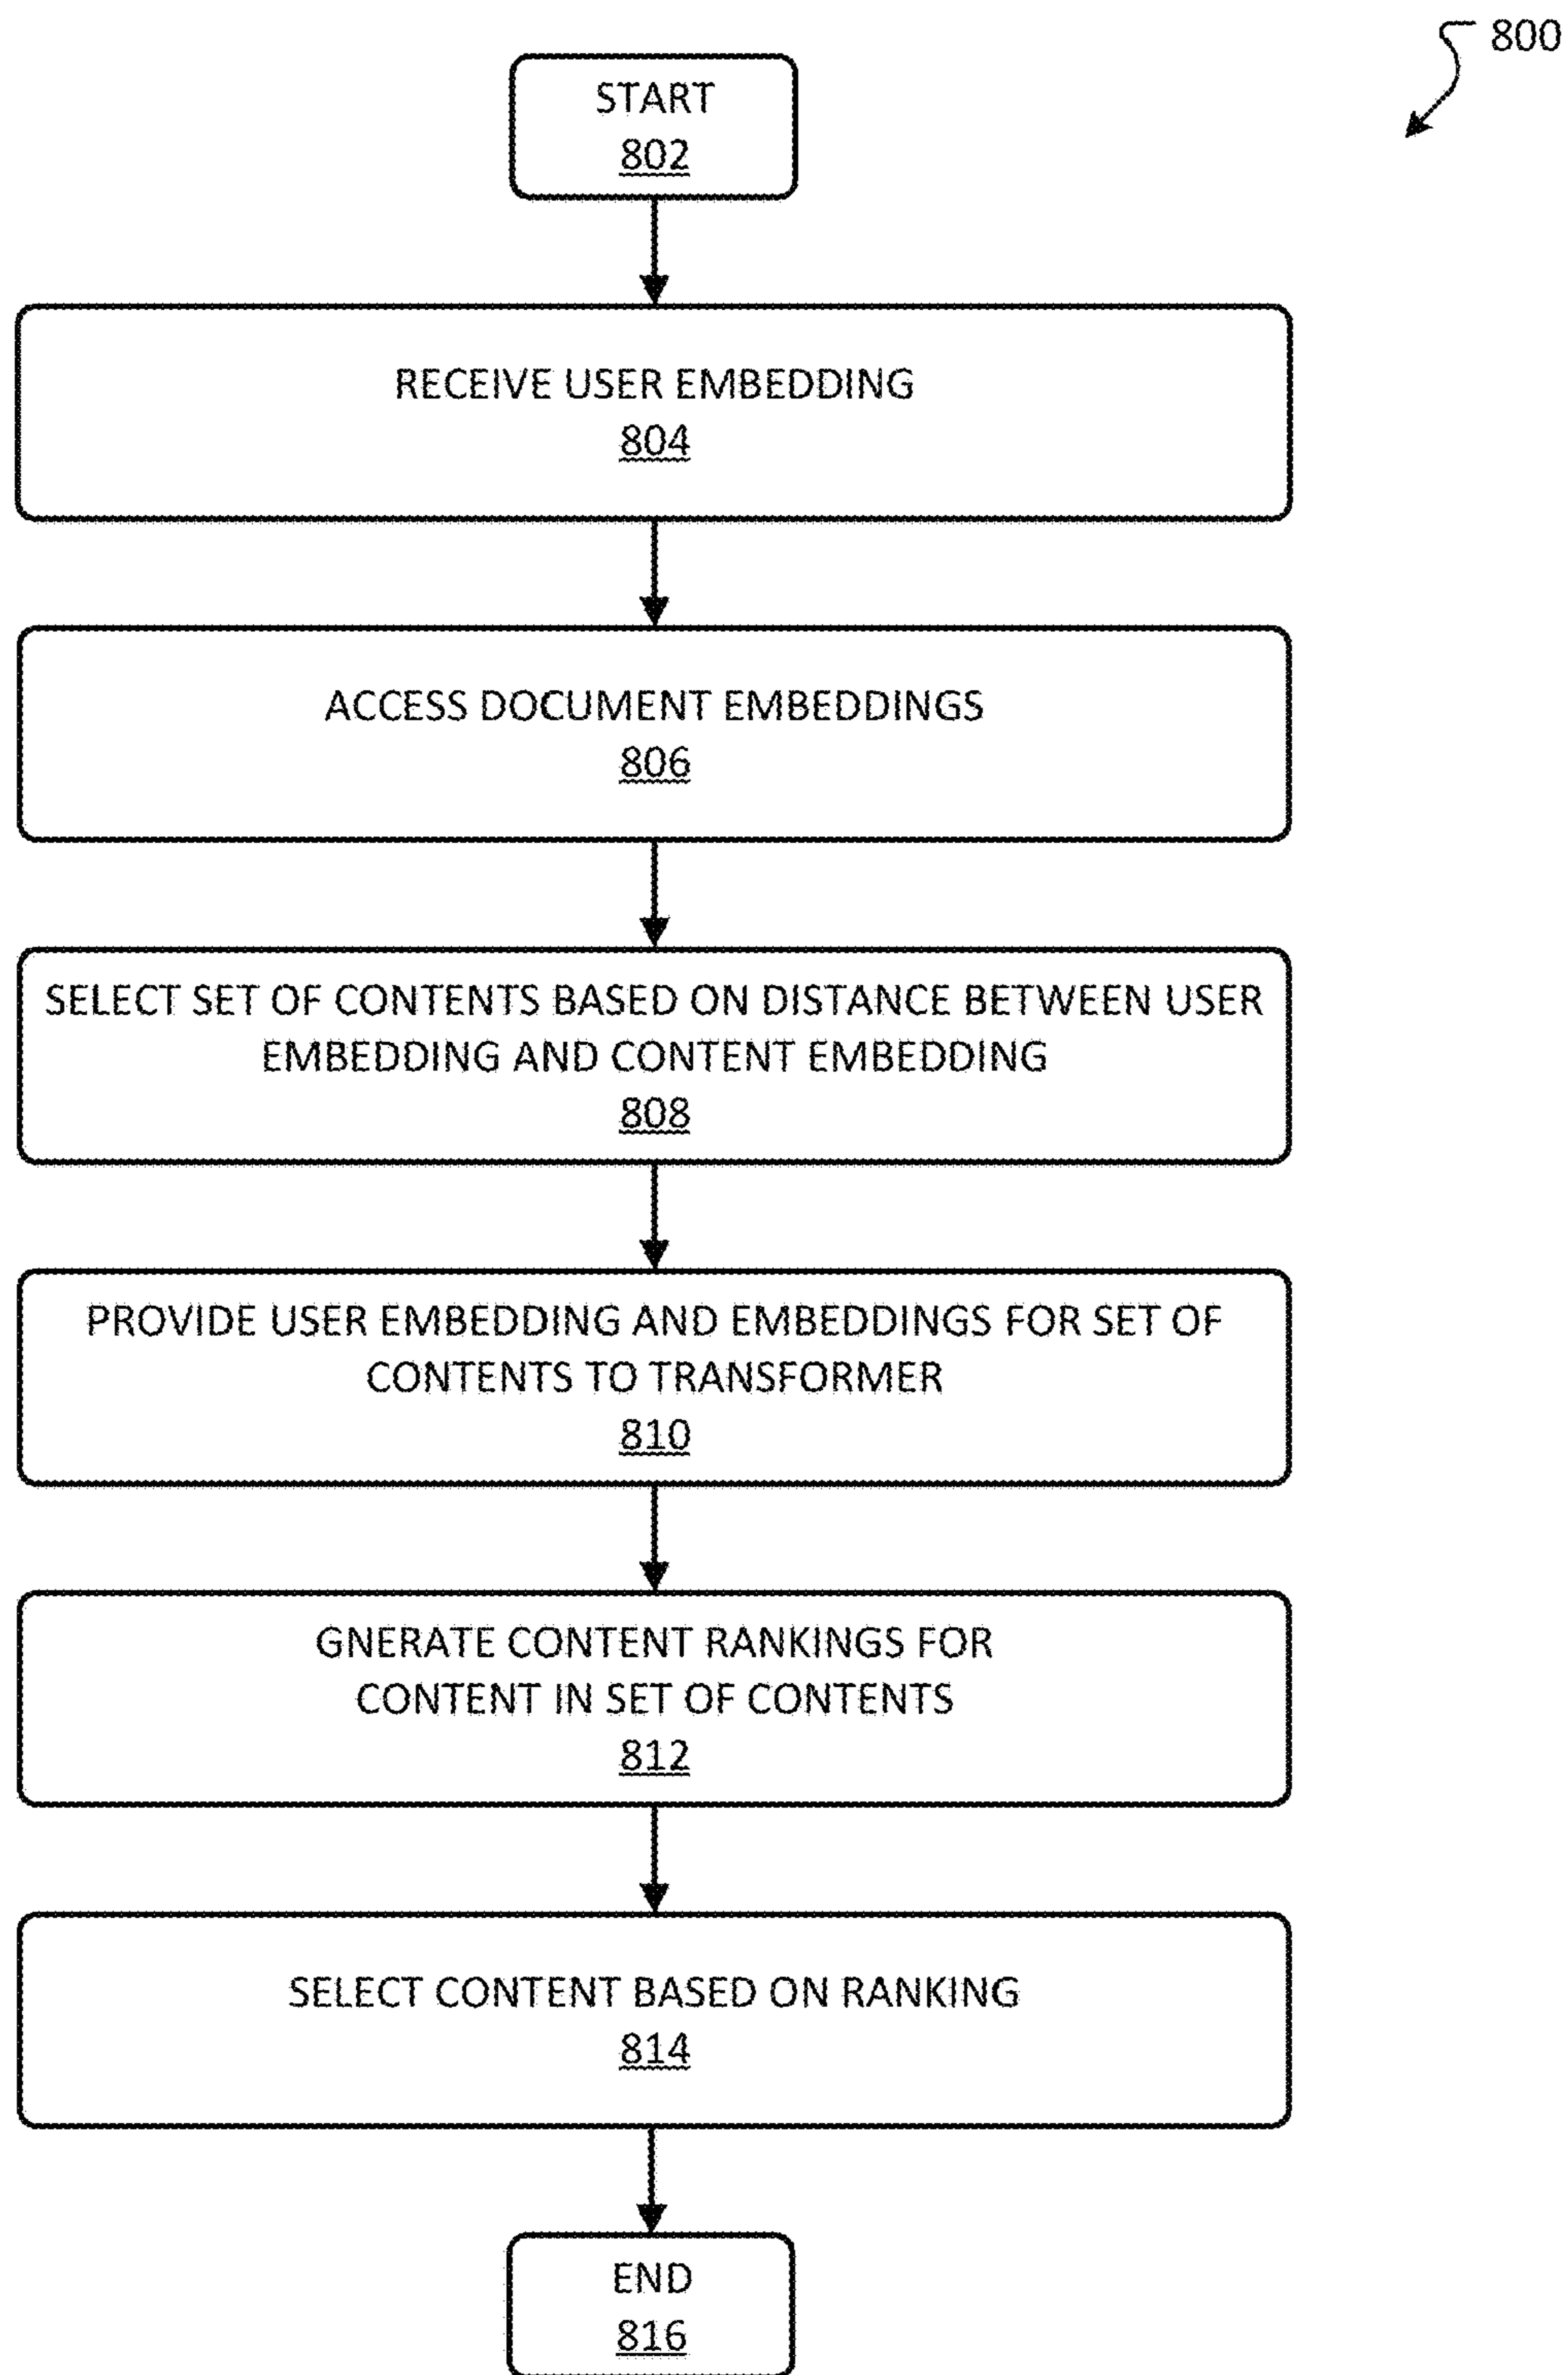 800
START
802
RECEIVE USER EMBEDDING
804
ACCESS DOCUMENT EMBEDDINGS
806
SELECT SET OF CONTENTS BASED ON DISTANCE BETWEEN USER
EMBEDDING AND CONTENT EMBEDDING
808
PROVIDE USER EMBEDDING AND EMBEDDINGS FOR SET OF
CONTENTS TO TRANSFORMER
810
GNERATE CONTENT RANKINGS FOR
CONTENT IN SET OF CONTENTS
812
SELECT CONTENT BASED ON RANKING
814
END
816